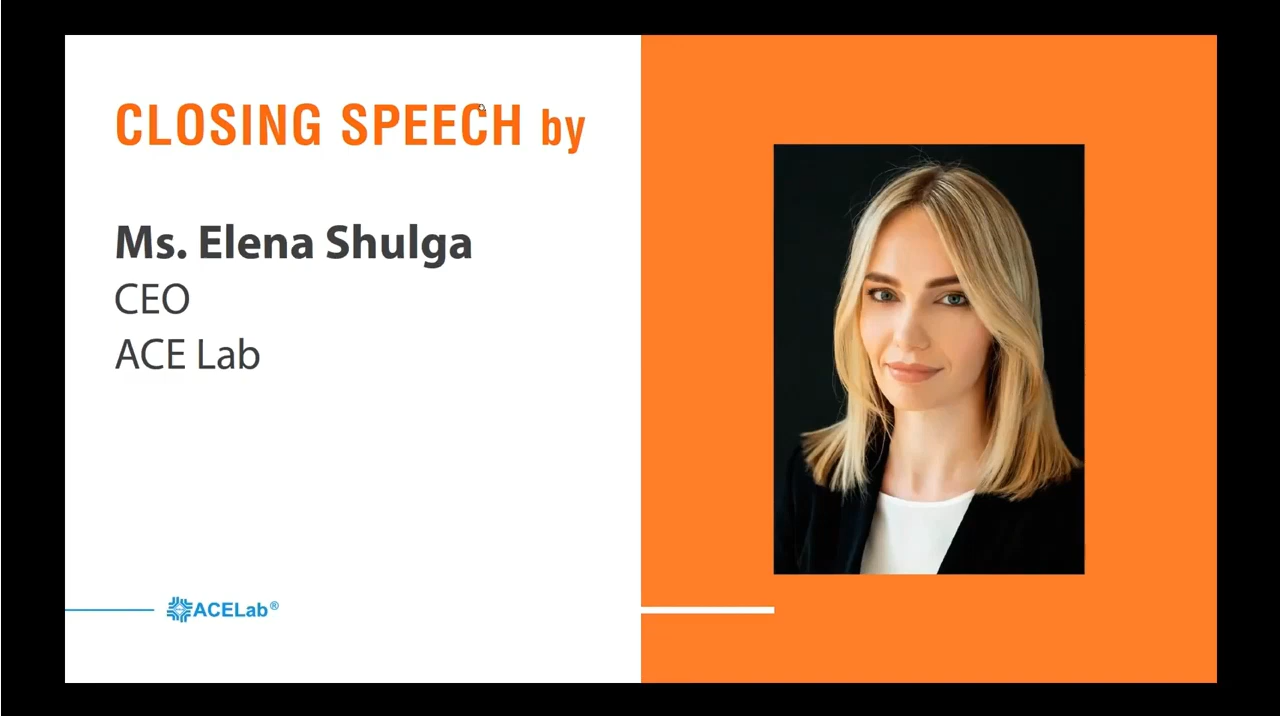 CLOSING SPEECH by
Ms. Elena Shulga
CEO
ACE Lab
ACELab®